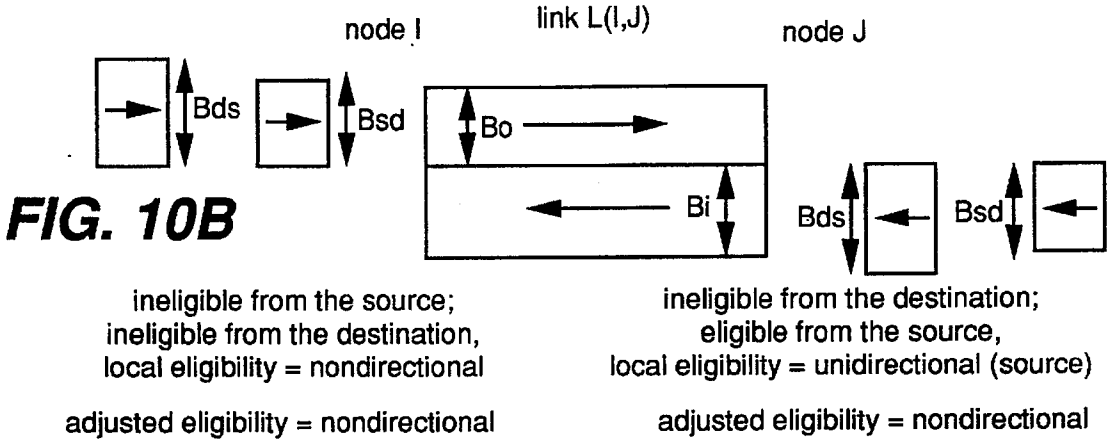 link L(I,J)
node I
node J
Bds
Bsd
Bo
Bi
Bds
Bsd
FIG. 10B
ineligible from the source;
ineligible from the destination,
local eligibility = nondirectional
adjusted eligibility = nondirectional
ineligible from the destination;
eligible from the source,
local eligibility = unidirectional (source)
adjusted eligibility = nondirectional